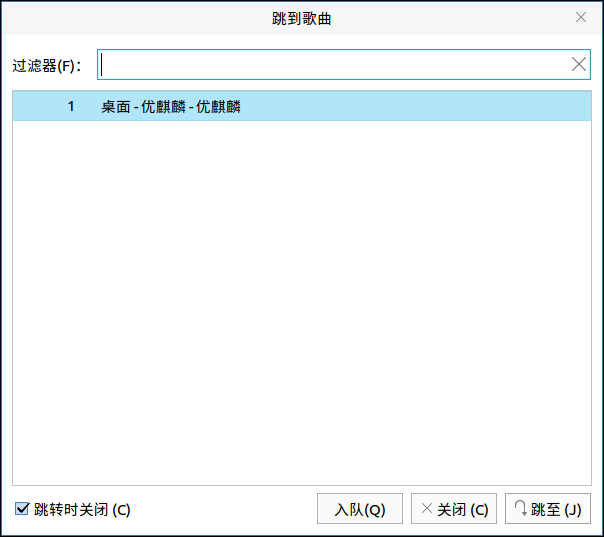 跳到歌曲
过滤器(F)：
1 桌面 - 优麒麟 - 优麒麟
跳转时关闭 (C)
入队(Q)
关闭 (C)
跳至 (J)